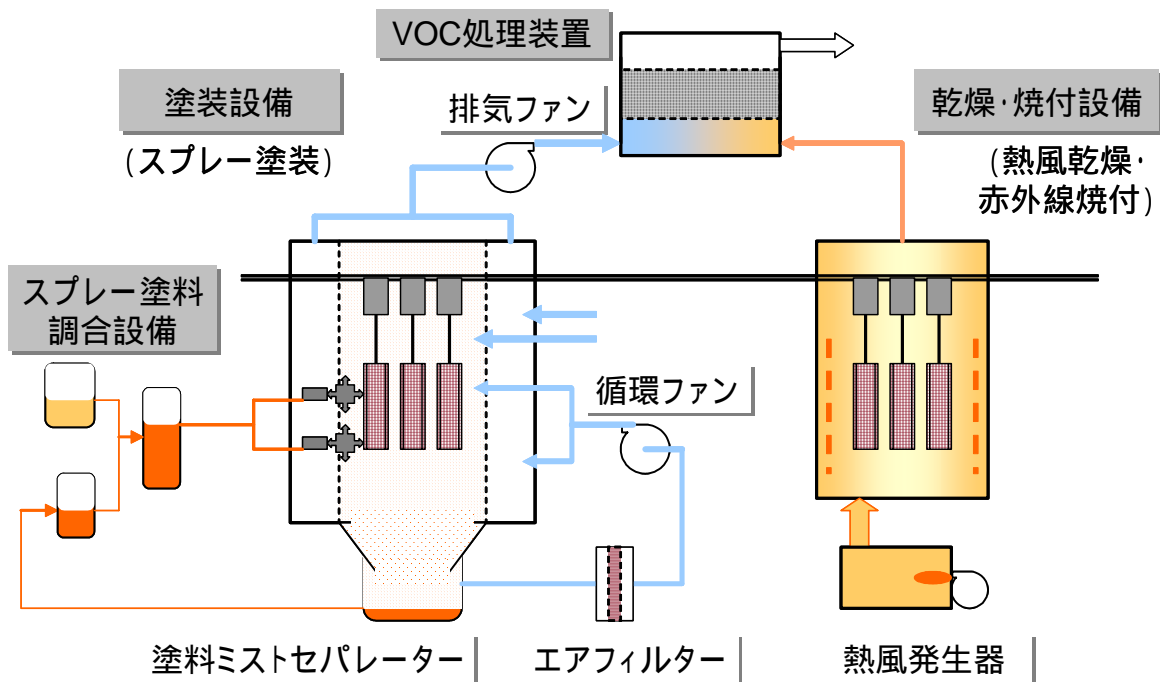 VOC処理装置
塗装設備
(スプレー塗装)
排気ファン
乾燥･焼付設備
(熱風乾燥･
赤外線焼付)
スプレー塗料
調合設備
循環ファン
塗料ミストセパレーター
エアフィルター
熱風発生器